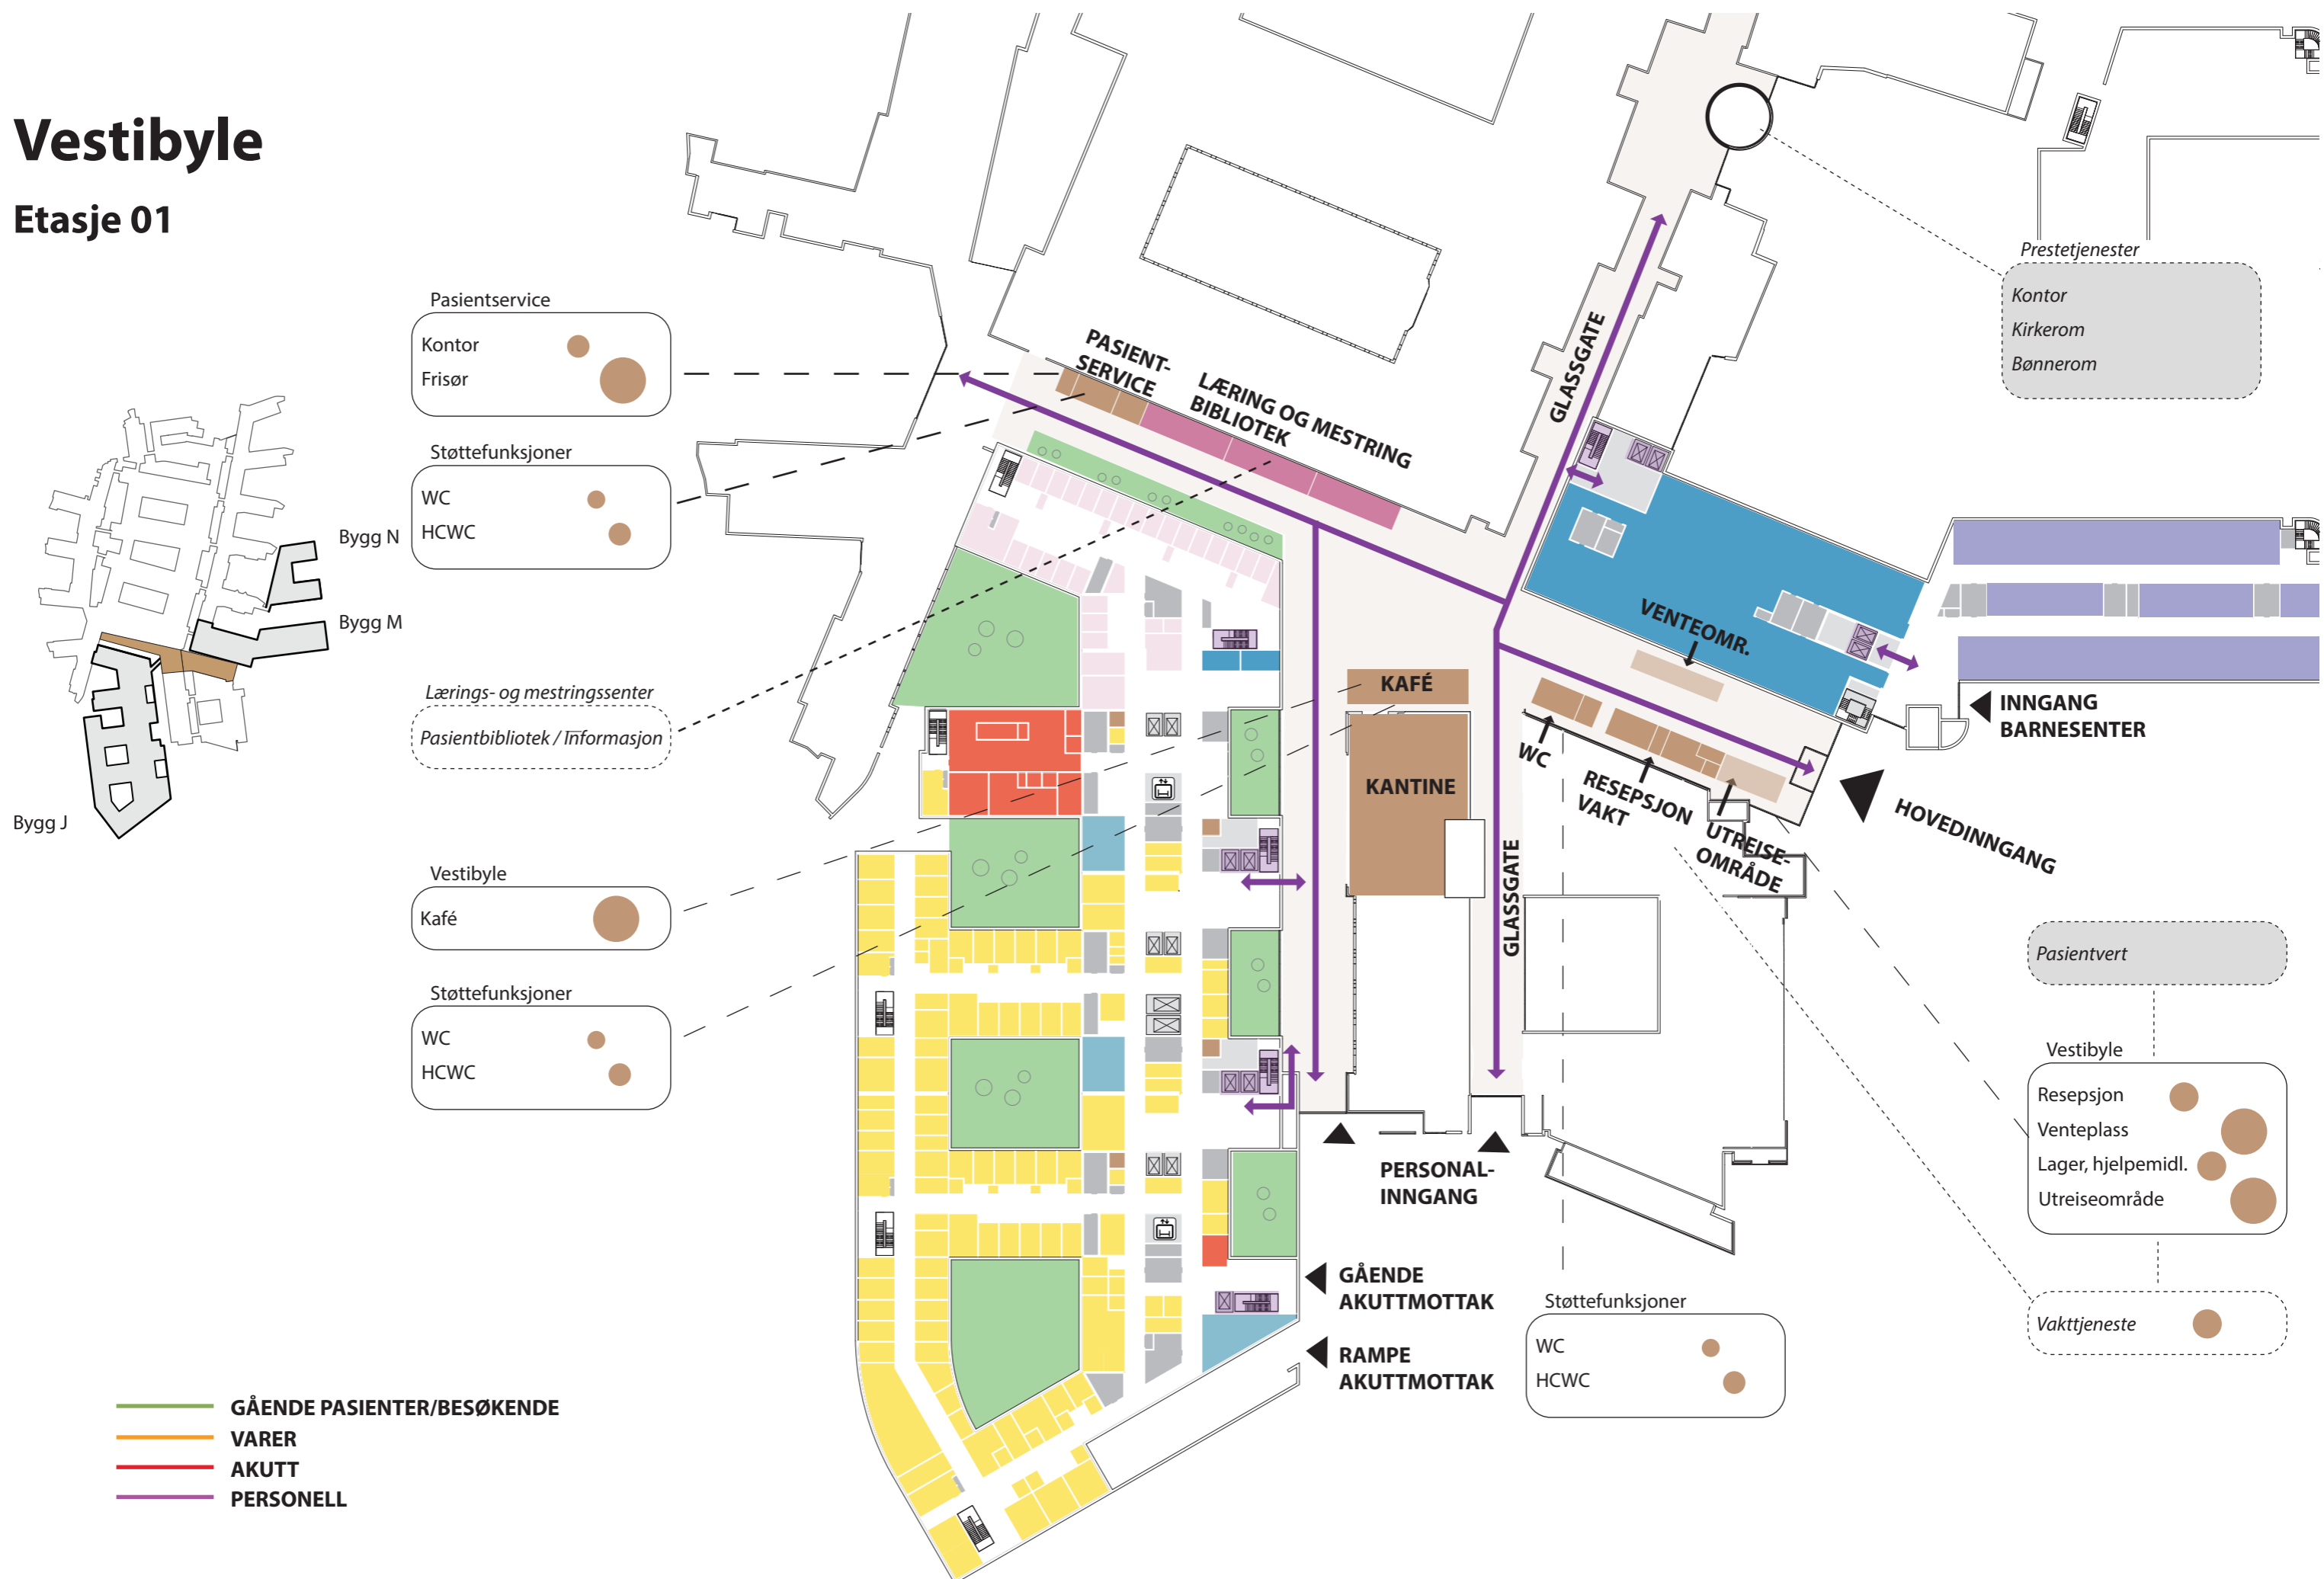 Vestibyle
Etasje 01
Pasientservice
Kontor
Frisør
Støttefunksjoner
WC
HCWC
Bygg N
Bygg M
Bygg J
Lærings- og mestringssenter
Pasientbibliotek / Informasjon
Vestibyle
Kafé
Støttefunksjoner
WC
HCWC
GÅENDE PASIENTER/BESØKENDE
VARER
AKUTT
PERSONELL
PASIENT-
SERVICE
LÆRING OG MESTRING
BIBLIOTEK
GLASSGATE
VENTEOMR.
KAFÉ
KANTINE
GLASSGATE
WC
RESEPSJON
VAKT
UTREISE-
OMRÅDE
HOVEDINNGANG
INNGANG
BARNESENTER
PERSONAL-
INNGANG
GÅENDE
AKUTTMOTTAK
RAMPE
AKUTTMOTTAK
Støttefunksjoner
WC
HCWC
Prestetjenester
Kontor
Kirkerom
Bønnerom
Pasientvert
Vestibyle
Resepsjon
Venteplass
Lager, hjelpemidl.
Utreiseområde
Vakttjeneste